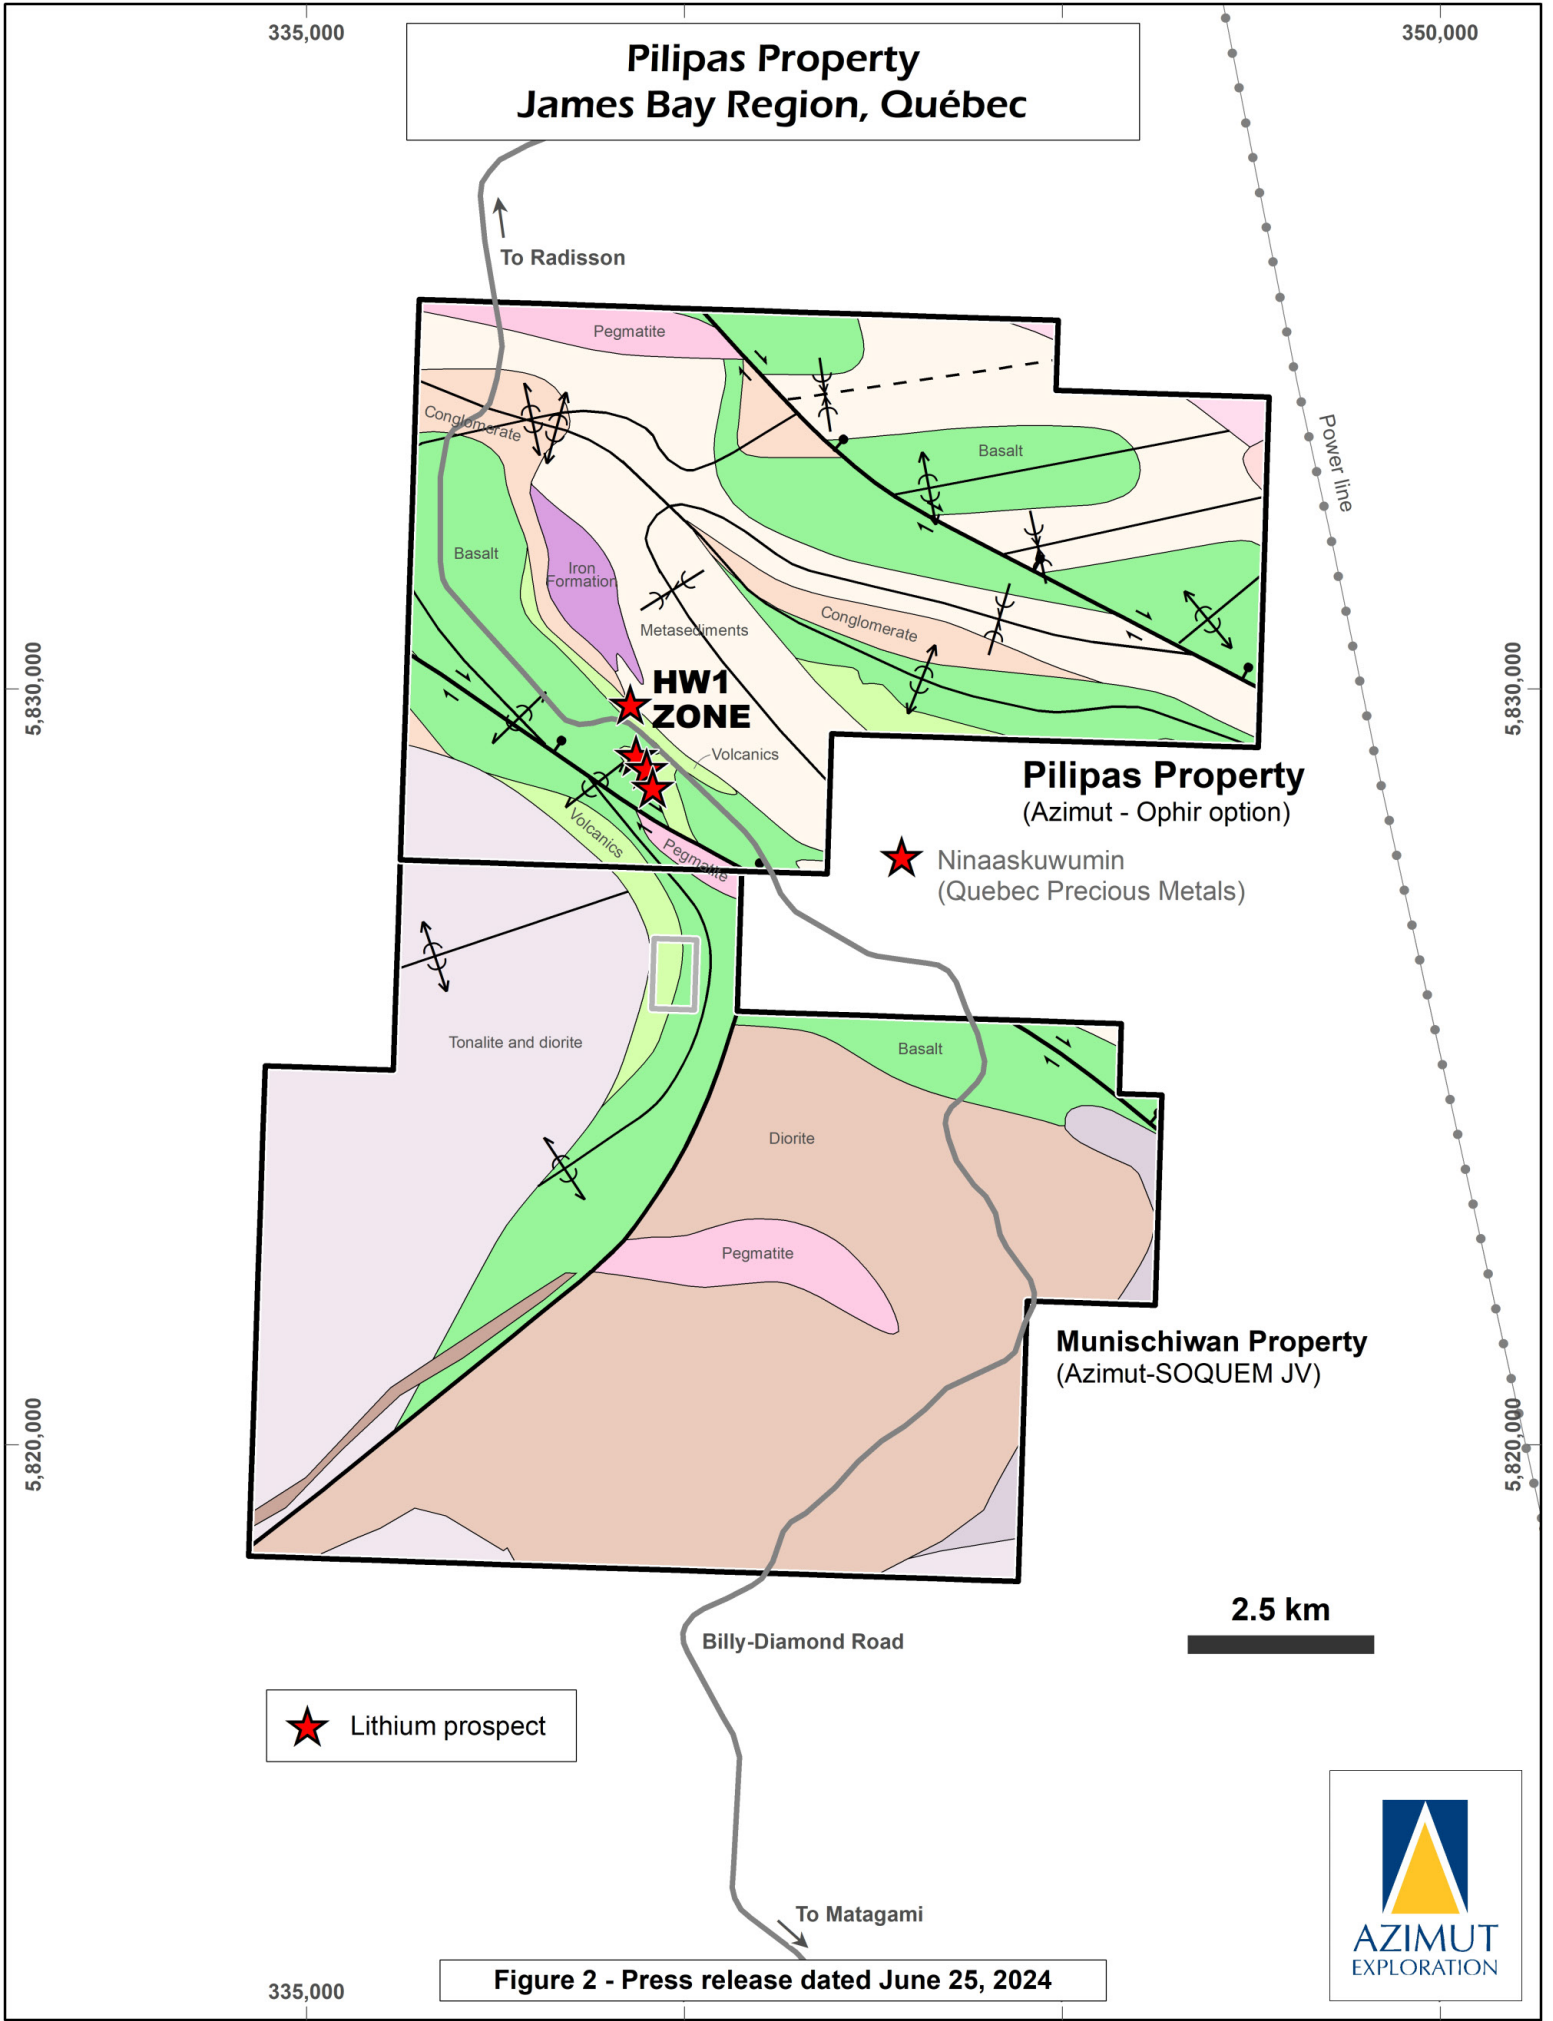 335,000
350,000
Pilipas Property
James Bay Region, Québec
To Radisson
Pegmatite
Conglomerate
Basalt
Power line
Basalt
Iron
Formation
Metasediments
Conglomerate
5,830,000
5,830,000
HW1
ZONE
Volcanics
Pilipas Property
(Azimut - Ophir option)
Volcanics
Pegmatite
Ninaaskuwumin
(Quebec Precious Metals)
Tonalite and diorite
Basalt
Diorite
Pegmatite
Munischiwan Property
(Azimut-SOQUEM JV)
5,820,000
5,820,000
2.5 km
Billy-Diamond Road
Lithium prospect
To Matagami
AZIMUT
EXPLORATION
Figure 2 - Press release dated June 25, 2024
335,000